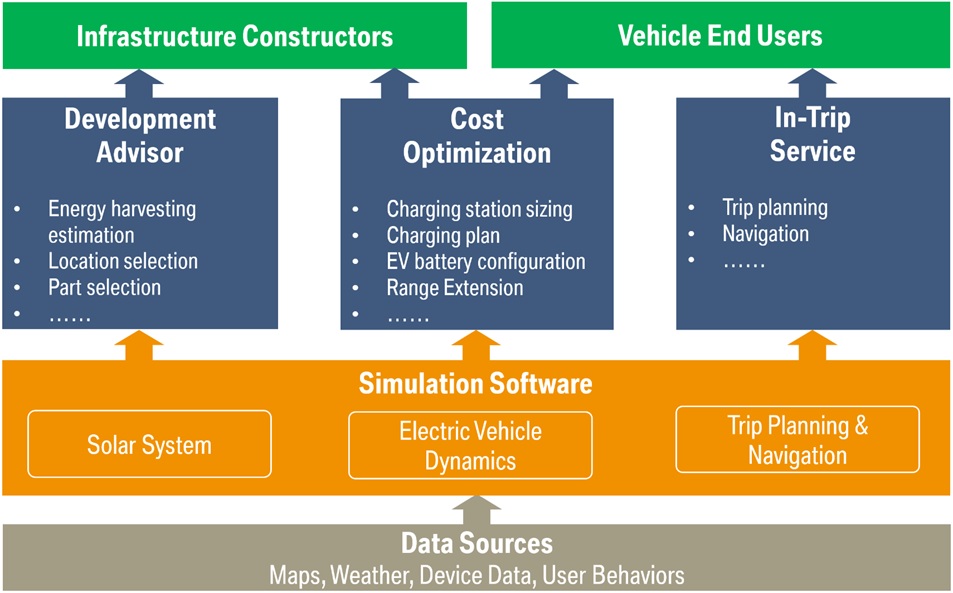 Infrastructure Constructors
Vehicle End Users
Development
Advisor
• Energy harvesting
estimation
• Location selection
• Part selection
• ......
Cost
Optimization
• Charging station sizing
• Charging plan
• EV battery configuration
• Range Extension
• ......
In-Trip
Service
• Trip planning
• Navigation
• ......
Simulation Software
Solar System
Electric Vehicle
Dynamics
Trip Planning &
Navigation
Data Sources
Maps, Weather, Device Data, User Behaviors